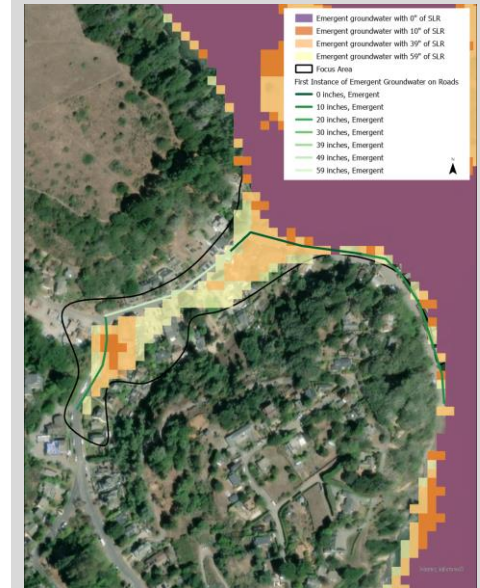 Emergent groundwater with 0" of SLR
Emergent groundwater with 10" of SLR
Emergent groundwater with 39" of SLR
Emergent groundwater with 59" of SLR
Focus Area
First Instance of Emergent Groundwater on Roads
0 inches, Emergent
10 inches, Emergent
20 inches, Emergent
30 inches, Emergent
39 inches, Emergent
49 inches, Emergent
59 inches, Emergent